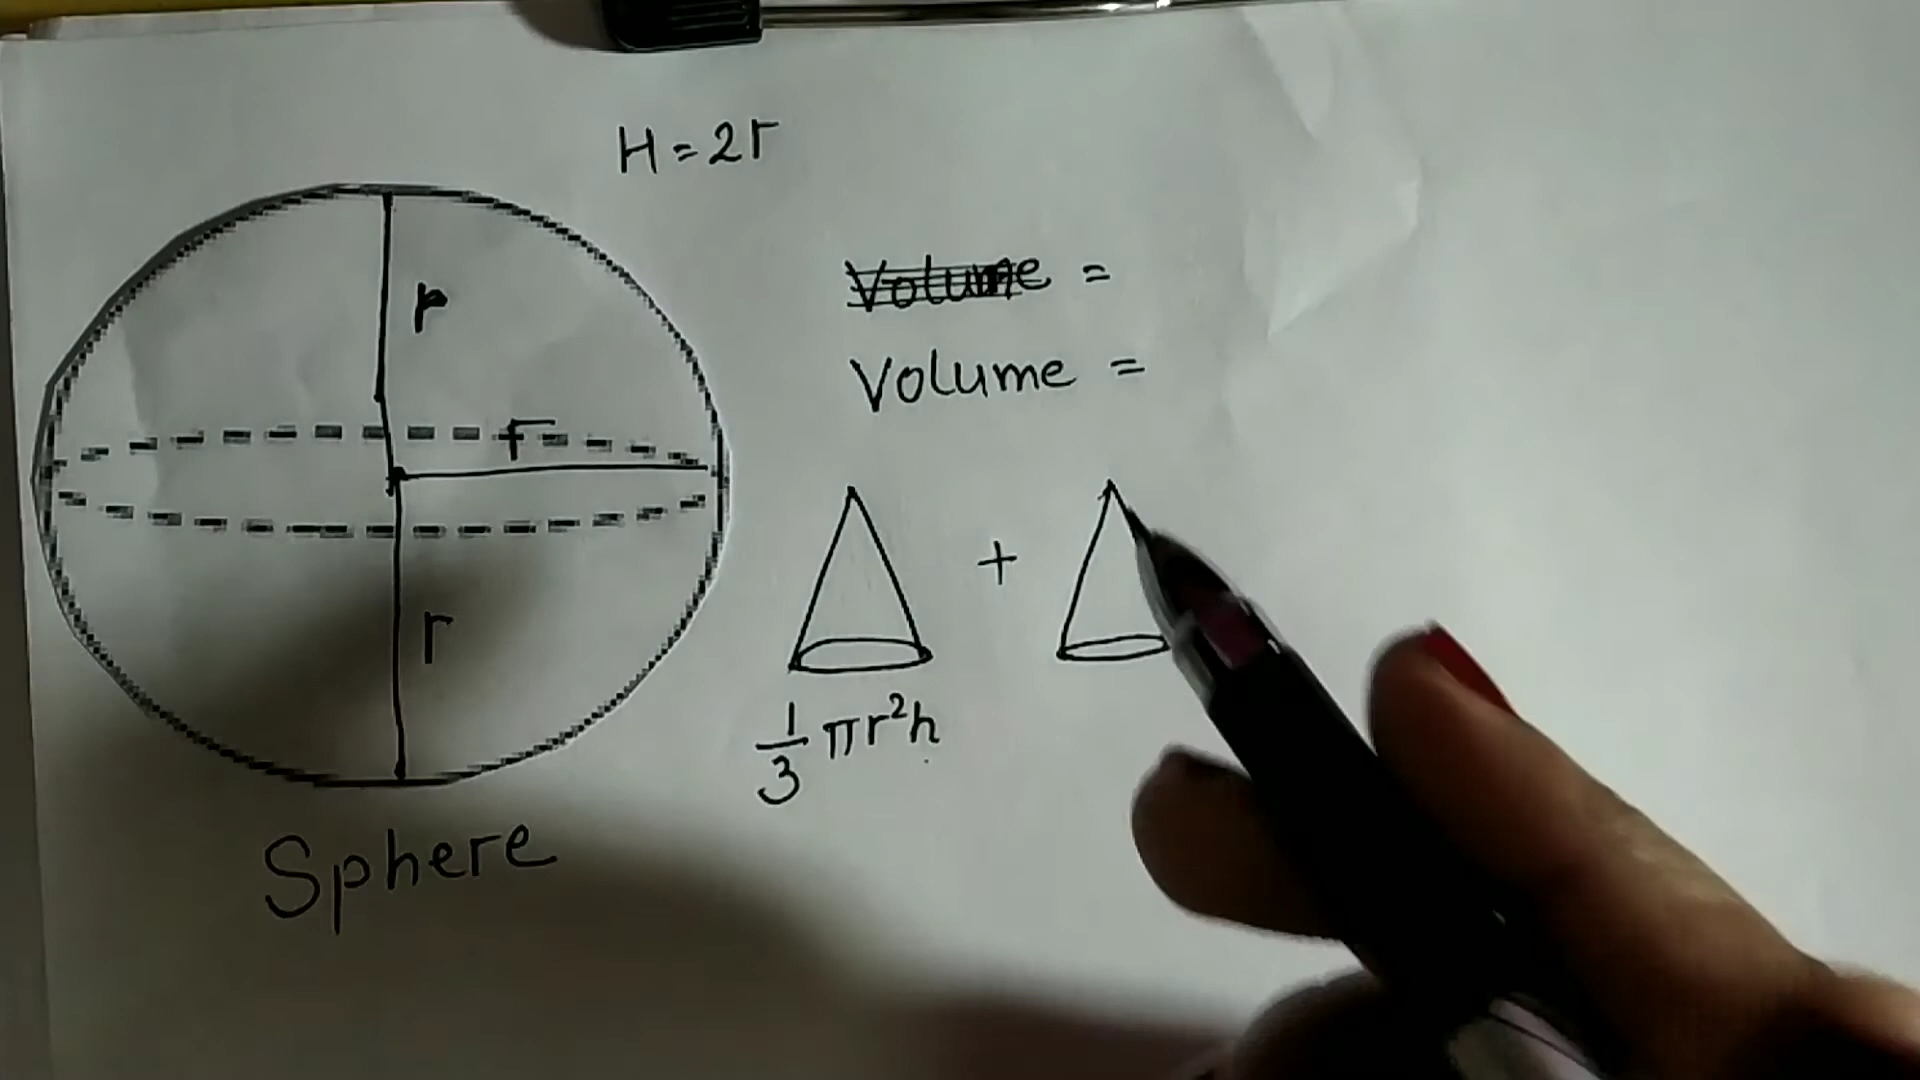 H = 2r
Volume =
Volume =
r
r
r
+
1/3 πr²h
Sphere